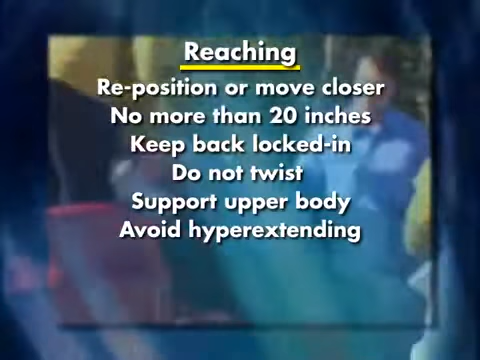 Reaching
Re-position or move closer
No more than 20 inches
Keep back locked-in
Do not twist
Support upper body
Avoid hyperextending